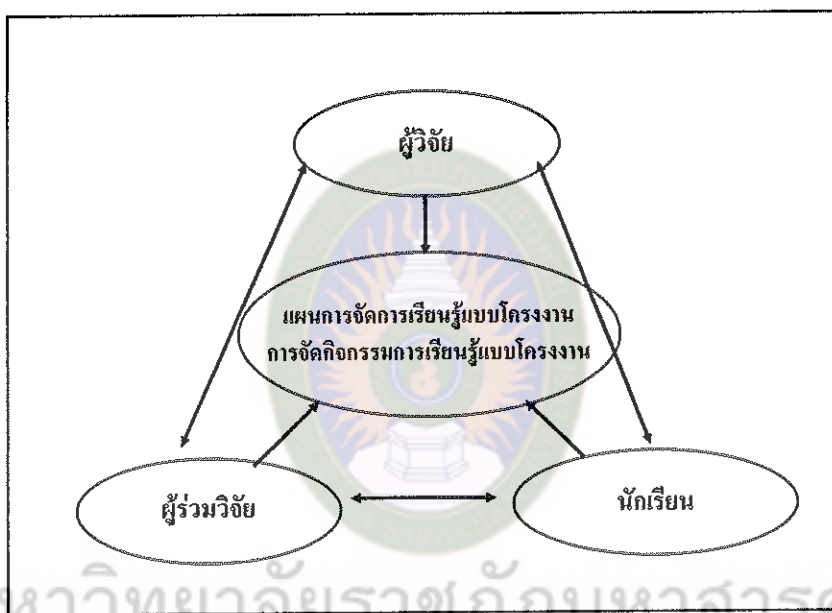 ผู้วิจัย
แผนการจัดการเรียนรู้แบบโครงงาน
การจัดกิจกรรมการเรียนรู้แบบโครงงาน
ผู้ร่วมวิจัย
นักเรียน